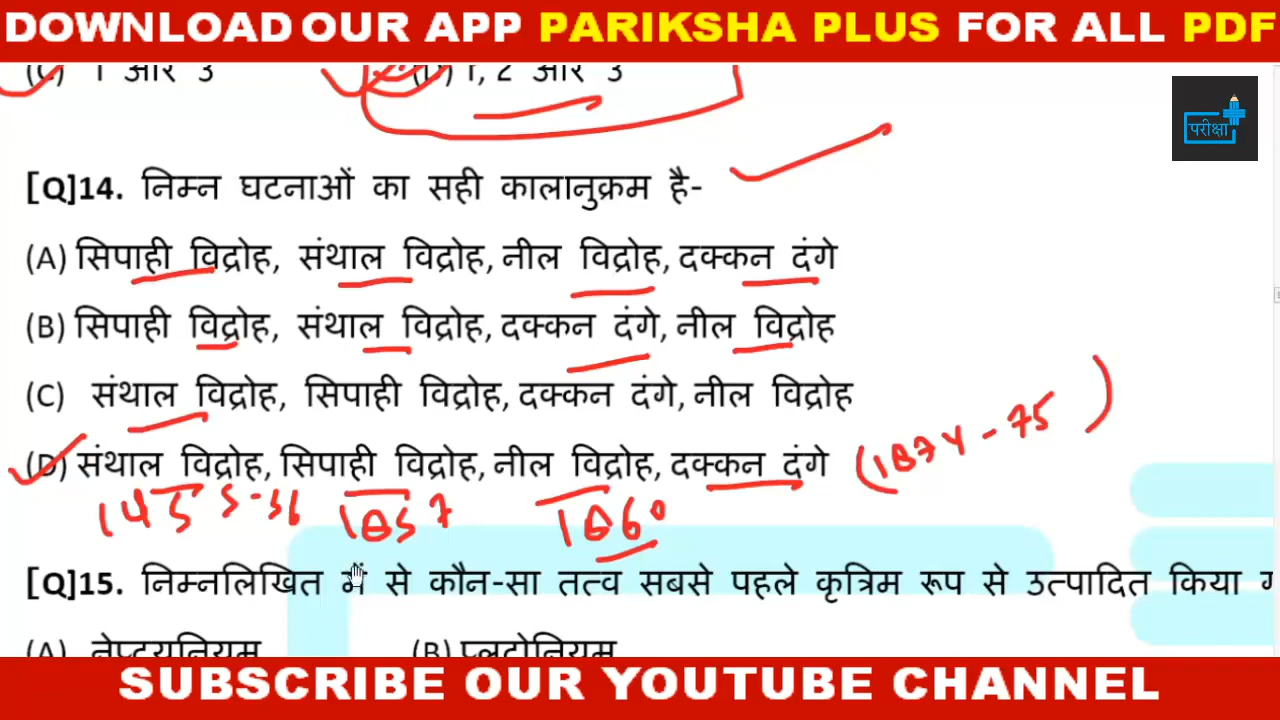 DOWNLOAD OUR APP PARIKSHA PLUS FOR ALL PDF
(C) 1 और 3 (D) 1, 2 और 3
परीक्षा
[Q]14. निम्न घटनाओं का सही कालानुक्रम है-
(A) सिपाही विद्रोह, संथाल विद्रोह, नील विद्रोह, दक्कन दंगे
(B) सिपाही विद्रोह, संथाल विद्रोह, दक्कन दंगे, नील विद्रोह
(C) संथाल विद्रोह, सिपाही विद्रोह, दक्कन दंगे, नील विद्रोह
(D) संथाल विद्रोह, सिपाही विद्रोह, नील विद्रोह, दक्कन दंगे (1874-75)
1857 1860
[Q]15. निम्नलिखित में से कौन-सा तत्व सबसे पहले कृत्रिम रूप से उत्पादित किया
(A) नेप्ट्यूनियम (B) प्लूटोनियम
SUBSCRIBE OUR YOUTUBE CHANNEL